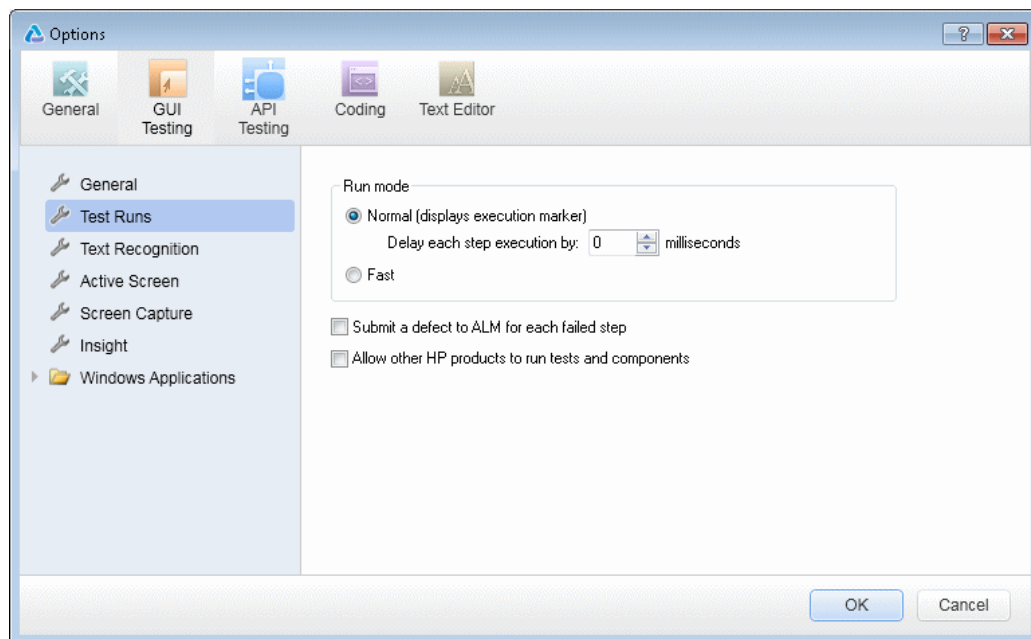 Options
General
GUI
Testing
API
Testing
Coding
Text Editor
General
Test Runs
Text Recognition
Active Screen
Screen Capture
Insight
Windows Applications
Run mode
Normal (displays execution marker)
Delay each step execution by: 0 milliseconds
Fast
Submit a defect to ALM for each failed step
Allow other HP products to run tests and components
OK
Cancel